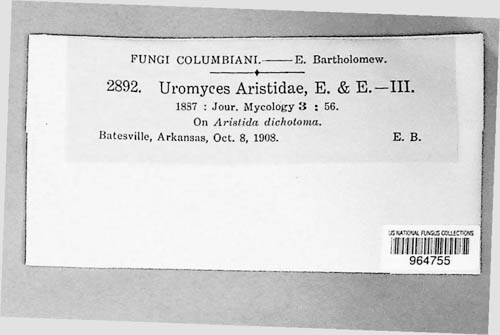 FUNGI COLUMBIANI.——E. Bartholomew.
2892. Uromyces Aristidae, E. & E.—III.
1887 : Jour. Mycology 3 : 56.
On Aristida dichotoma.
Batesville, Arkansas, Oct. 8, 1908. E. B.
US NATIONAL FUNGUS COLLECTIONS
964755